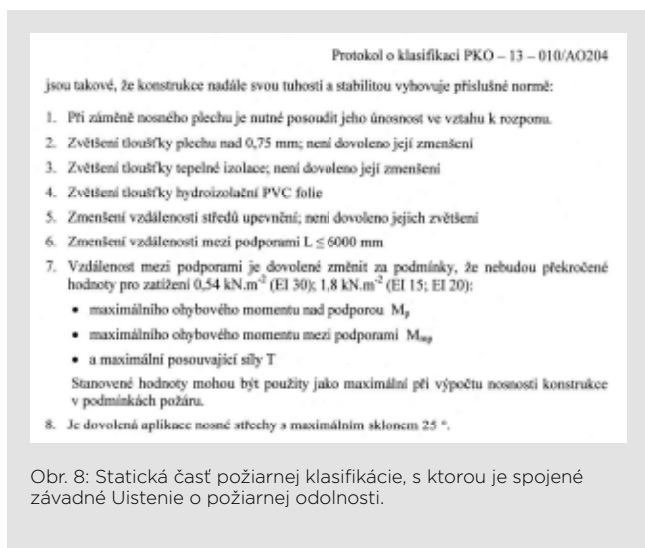 Protokol o klasifikaci PKO – 13 – 010/AO204
jsou takové, že konstrukce nadále svou tuhostí a stabilitou vyhovuje příslušné normě:
1. Při záměně nosného plechu je nutné posoudit jeho únosnost ve vztahu k rozponu.
2. Zvětšení tloušťky plechu nad 0,75 mm; není dovoleno její zmenšení
3. Zvětšení tloušťky tepelné izolace; není dovoleno její zmenšení
4. Zvětšení tloušťky hydroizolační PVC folie
5. Zmenšení vzdáleností středů upevnění; není dovoleno jejich zvětšení
6. Zmenšení vzdáleností mezi podporami L ≤ 6000 mm
7. Vzdálenost mezi podporami je dovolené změnit za podmínky, že nebudou překročené
hodnoty pro zatížení 0,54 kN.m⁻² (EI 30); 1,8 kN.m⁻² (EI 15; EI 20):
• maximálního ohybového momentu nad podporou Mp
• maximálního ohybového momentu mezi podporami Mmp
• a maximální posouvající síly T
Stanovené hodnoty mohou být použity jako maximální při výpočtu nosnosti konstrukce
v podmínkách požáru.
8. Je dovolená aplikace nosné střechy s maximálním sklonem 25 °.
Obr. 8: Statická časť požiarnej klasifikácie, s ktorou je spojené
závadné Uistenie o požiarnej odolnosti.